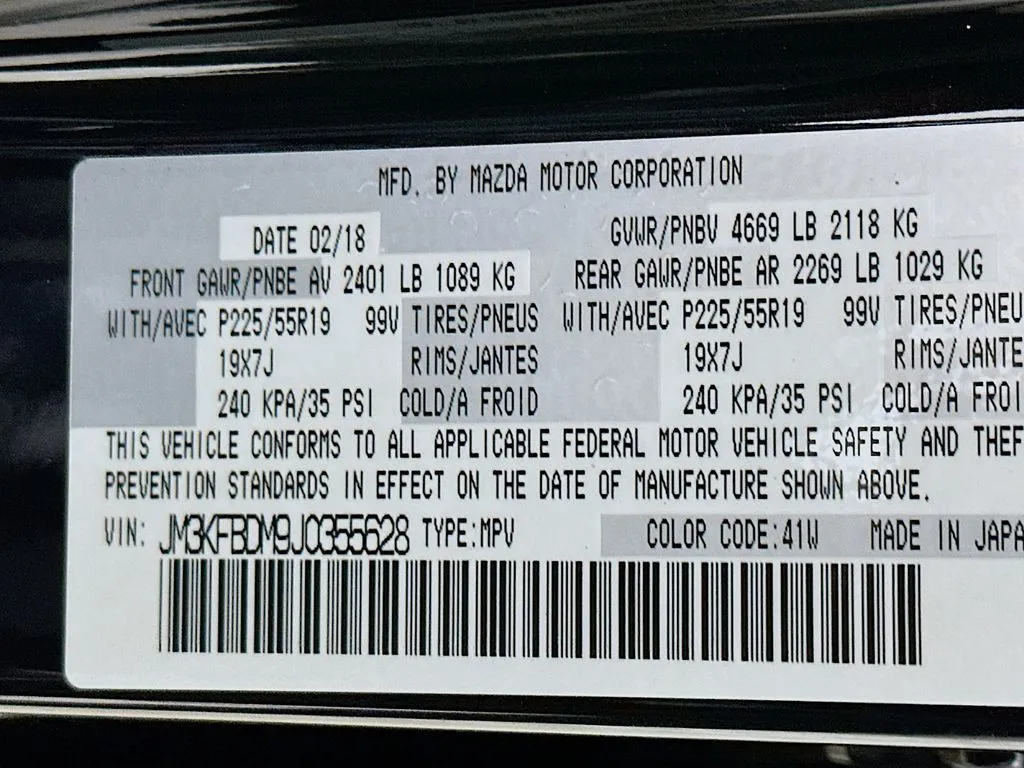 MFD. BY MAZDA MOTOR CORPORATION
DATE 02/18 GVWR/PNBV 4669 LB 2118 KG
FRONT GAWR/PNBE AV 2401 LB 1089 KG REAR GAWR/PNBE AR 2269 LB 1029 KG
WITH/AVEC P225/55R19 99V TIRES/PNEUS WITH/AVEC P225/55R19 99V TIRES/PNEU
19X7J RIMS/JANTES 19X7J RIMS/JANTE
240 KPA/35 PSI COLD/A FROID 240 KPA/35 PSI COLD/A FROI
THIS VEHICLE CONFORMS TO ALL APPLICABLE FEDERAL MOTOR VEHICLE SAFETY AND THEF
PREVENTION STANDARDS IN EFFECT ON THE DATE OF MANUFACTURE SHOWN ABOVE.
VIN: JM3KFBDM9J0355628 TYPE:MPV COLOR CODE:41W MADE IN JAPA